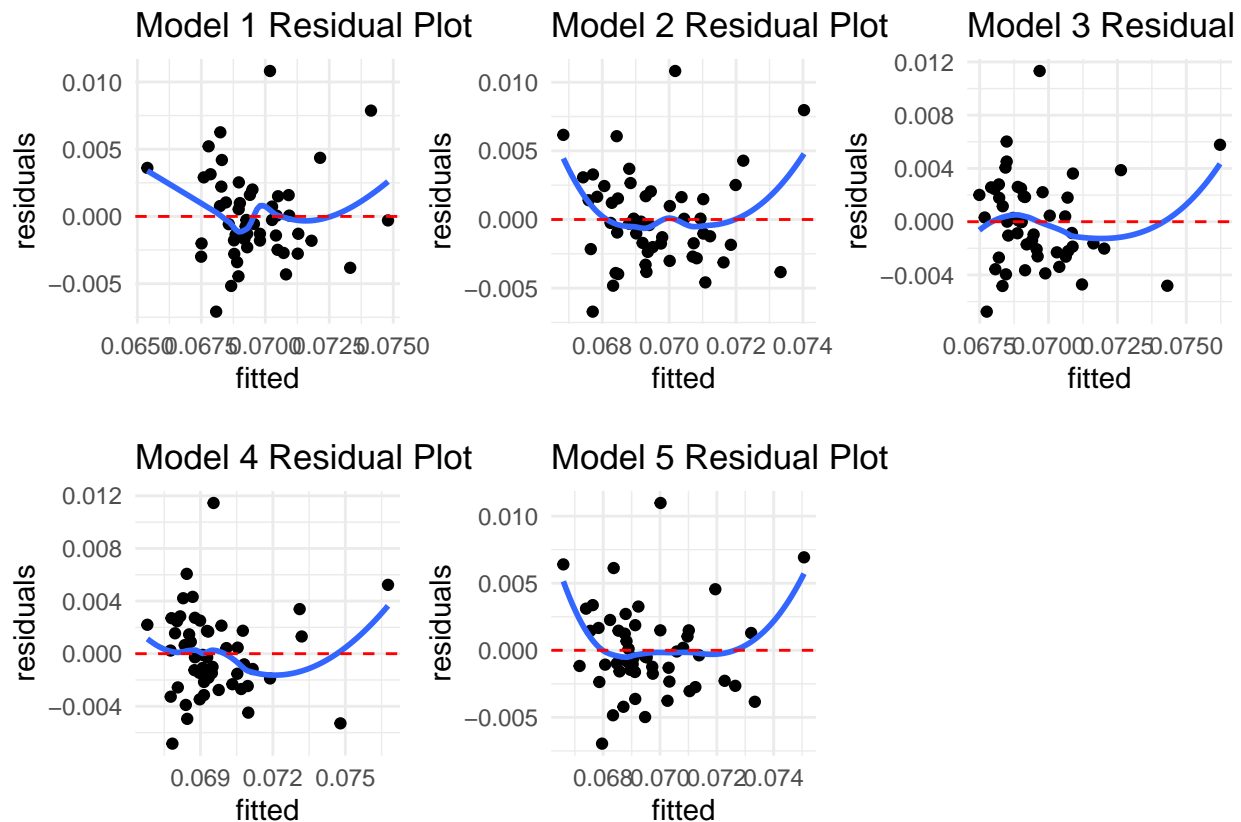 Model 1 Residual Plot
0.010
0.005
0.000
−0.005
residuals
0.0650 0.0675 0.0700 0.0725 0.0750
fitted
Model 2 Residual Plot
0.010
0.005
0.000
−0.005
residuals
0.068 0.070 0.072 0.074
fitted
Model 3 Residual
0.012
0.008
0.004
0.000
−0.004
residuals
0.0675 0.0700 0.0725 0.0750
fitted
Model 4 Residual Plot
0.012
0.008
0.004
0.000
−0.004
residuals
0.069 0.072 0.075
fitted
Model 5 Residual Plot
0.010
0.005
0.000
−0.005
residuals
0.068 0.070 0.072 0.074
fitted